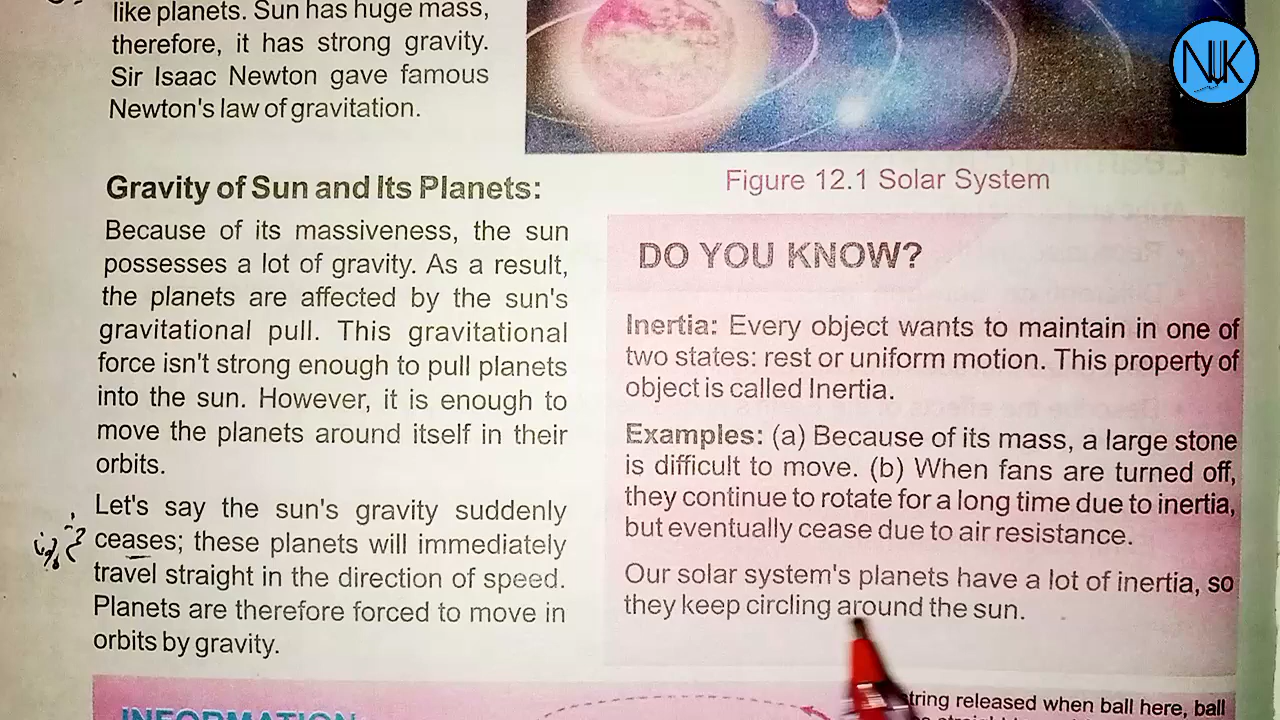 like planets. Sun has huge mass,
therefore, it has strong gravity.
Sir Isaac Newton gave famous
Newton's law of gravitation.
Gravity of Sun and Its Planets:
Because of its massiveness, the sun
possesses a lot of gravity. As a result,
the planets are affected by the sun's
gravitational pull. This gravitational
force isn't strong enough to pull planets
into the sun. However, it is enough to
move the planets around itself in their
orbits.
Let's say the sun's gravity suddenly
ceases; these planets will immediately
travel straight in the direction of speed.
Planets are therefore forced to move in
orbits by gravity.
NUK
Figure 12.1 Solar System
DO YOU KNOW?
Inertia: Every object wants to maintain in one of
two states: rest or uniform motion. This property of
object is called Inertia.
Examples: (a) Because of its mass, a large stone
is difficult to move. (b) When fans are turned off,
they continue to rotate for a long time due to inertia,
but eventually cease due to air resistance.
Our solar system's planets have a lot of inertia, so
they keep circling around the sun.
INFORMATION
tring released when ball here, ball